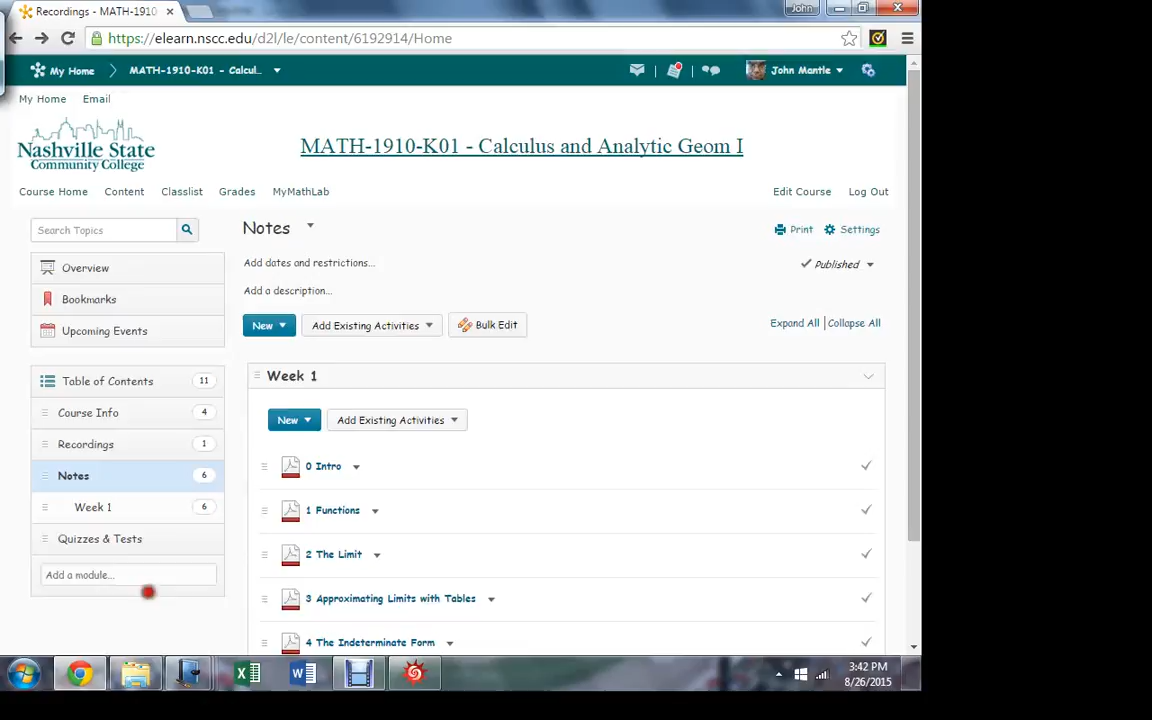 Recordings - MATH-1910
John
https://elearn.nscc.edu/d2l/le/content/6192914/Home
My Home
MATH-1910-K01 - Calcul...
John Mantle
My Home Email
Nashville State
Community College
MATH-1910-K01 - Calculus and Analytic Geom I
Course Home Content Classlist Grades MyMathLab Edit Course Log Out
Search Topics
Notes
Print Settings
Overview
Add dates and restrictions...
Published
Bookmarks
Add a description...
Upcoming Events
New Add Existing Activities Bulk Edit
Expand All Collapse All
Table of Contents 11
Week 1
Course Info 4
New Add Existing Activities
Recordings 1
Notes 6
0 Intro
Week 1 6
1 Functions
Quizzes & Tests
2 The Limit
Add a module...
3 Approximating Limits with Tables
4 The Indeterminate Form
3:42 PM
8/26/2015